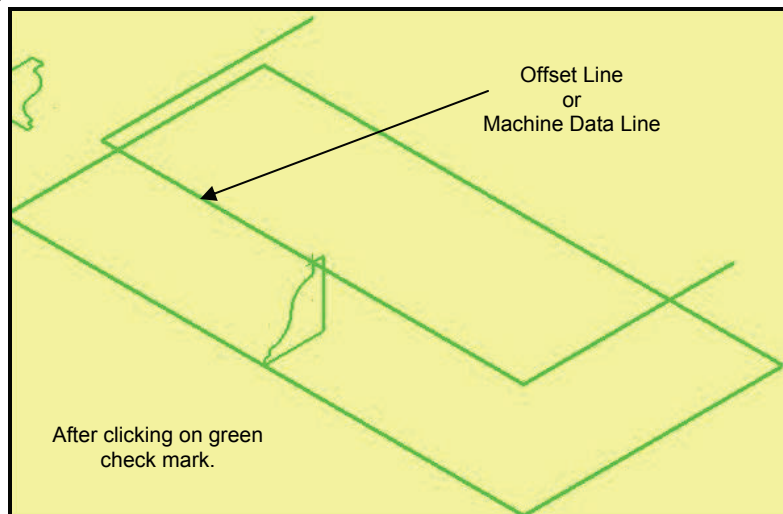 Offset Line
or
Machine Data Line
After clicking on green
check mark.